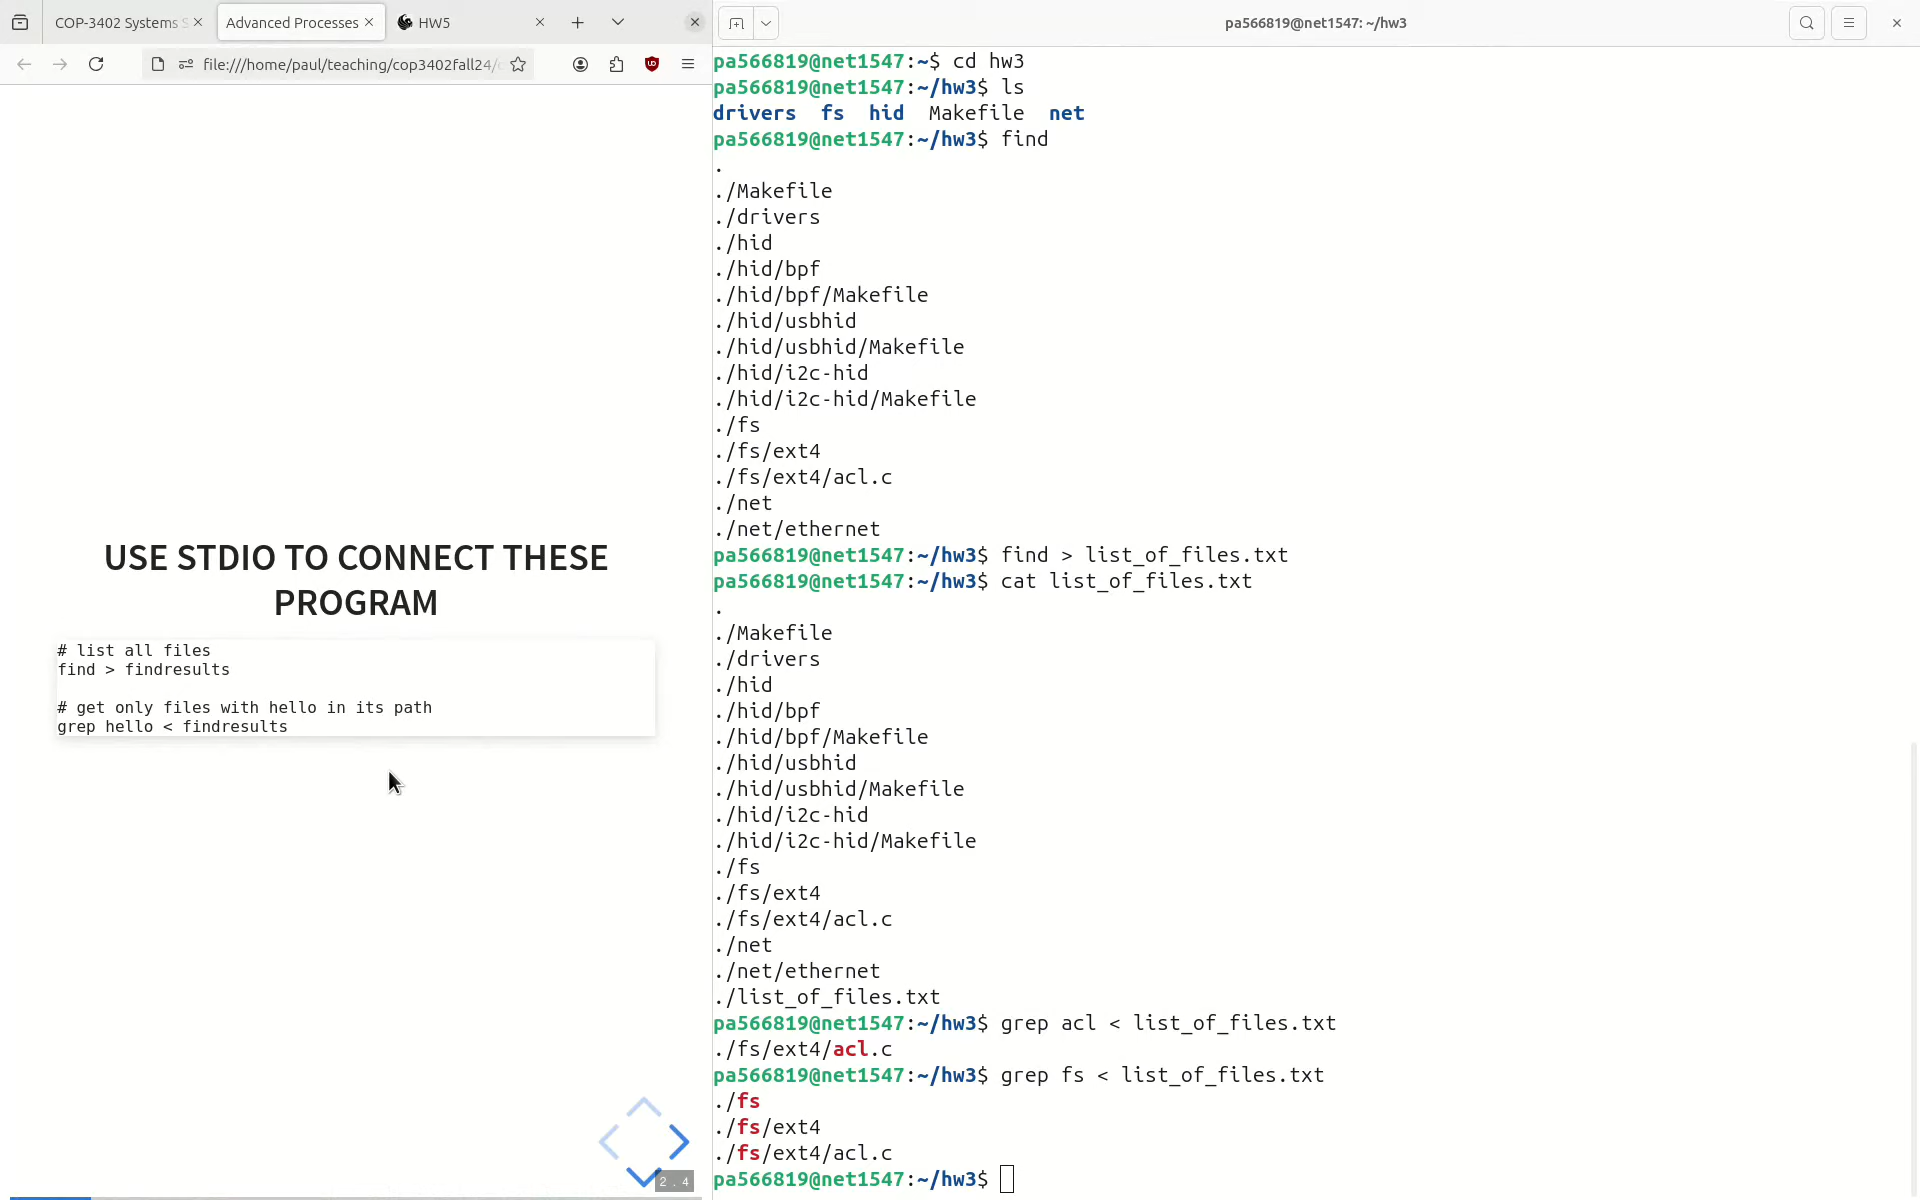 COP-3402 Systems S
Advanced Processes
HW5
file:///home/paul/teaching/cop3402fall24/
USE STDIO TO CONNECT THESE
PROGRAM
# list all files
find > findresults
# get only files with hello in its path
grep hello < findresults
2 . 4
pa566819@net1547: ~/hw3
pa566819@net1547:~$ cd hw3
pa566819@net1547:~/hw3$ ls
drivers  fs  hid  Makefile  net
pa566819@net1547:~/hw3$ find
.
./Makefile
./drivers
./hid
./hid/bpf
./hid/bpf/Makefile
./hid/usbhid
./hid/usbhid/Makefile
./hid/i2c-hid
./hid/i2c-hid/Makefile
./fs
./fs/ext4
./fs/ext4/acl.c
./net
./net/ethernet
pa566819@net1547:~/hw3$ find > list_of_files.txt
pa566819@net1547:~/hw3$ cat list_of_files.txt
.
./Makefile
./drivers
./hid
./hid/bpf
./hid/bpf/Makefile
./hid/usbhid
./hid/usbhid/Makefile
./hid/i2c-hid
./hid/i2c-hid/Makefile
./fs
./fs/ext4
./fs/ext4/acl.c
./net
./net/ethernet
./list_of_files.txt
pa566819@net1547:~/hw3$ grep acl < list_of_files.txt
./fs/ext4/acl.c
pa566819@net1547:~/hw3$ grep fs < list_of_files.txt
./fs
./fs/ext4
./fs/ext4/acl.c
pa566819@net1547:~/hw3$